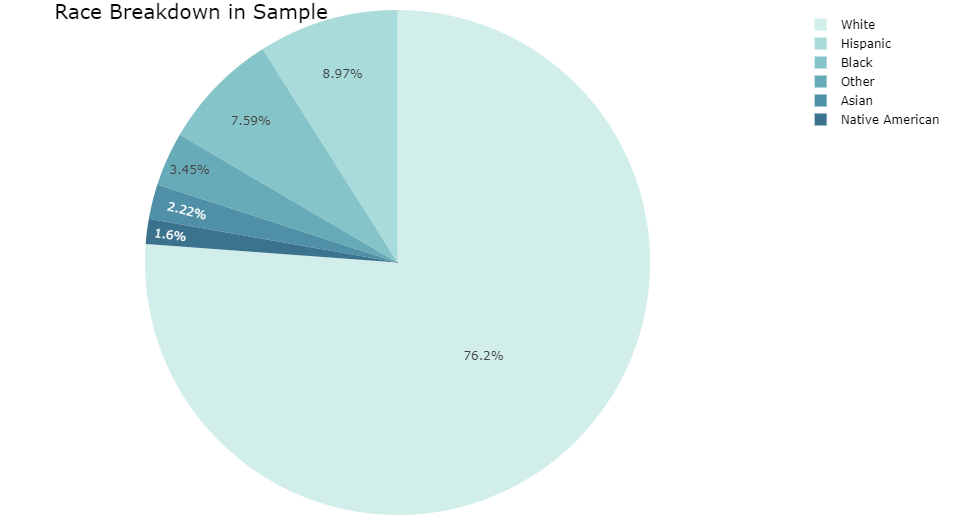 Race Breakdown in Sample
8.97%
7.59%
3.45%
2.22%
1.6%
76.2%
White
Hispanic
Black
Other
Asian
Native American